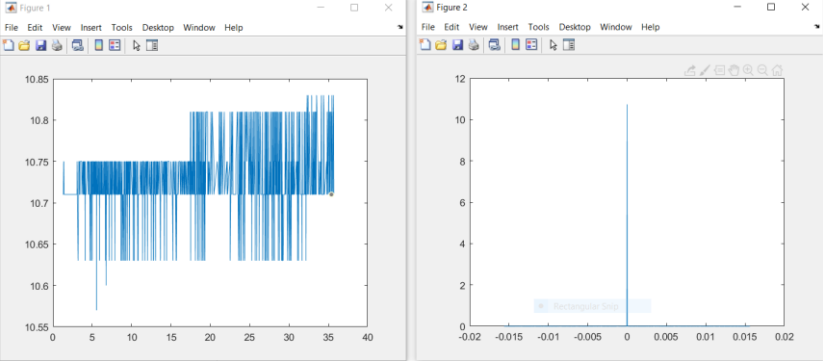 Figure 1
File Edit View Insert Tools Desktop Window Help
10.85
10.8
10.75
10.7
10.65
10.6
10.55
0 5 10 15 20 25 30 35 40
Figure 2
File Edit View Insert Tools Desktop Window Help
12
10
8
6
4
2
0
Rectangular Snip
-0.02 -0.015 -0.01 -0.005 0 0.005 0.01 0.015 0.02